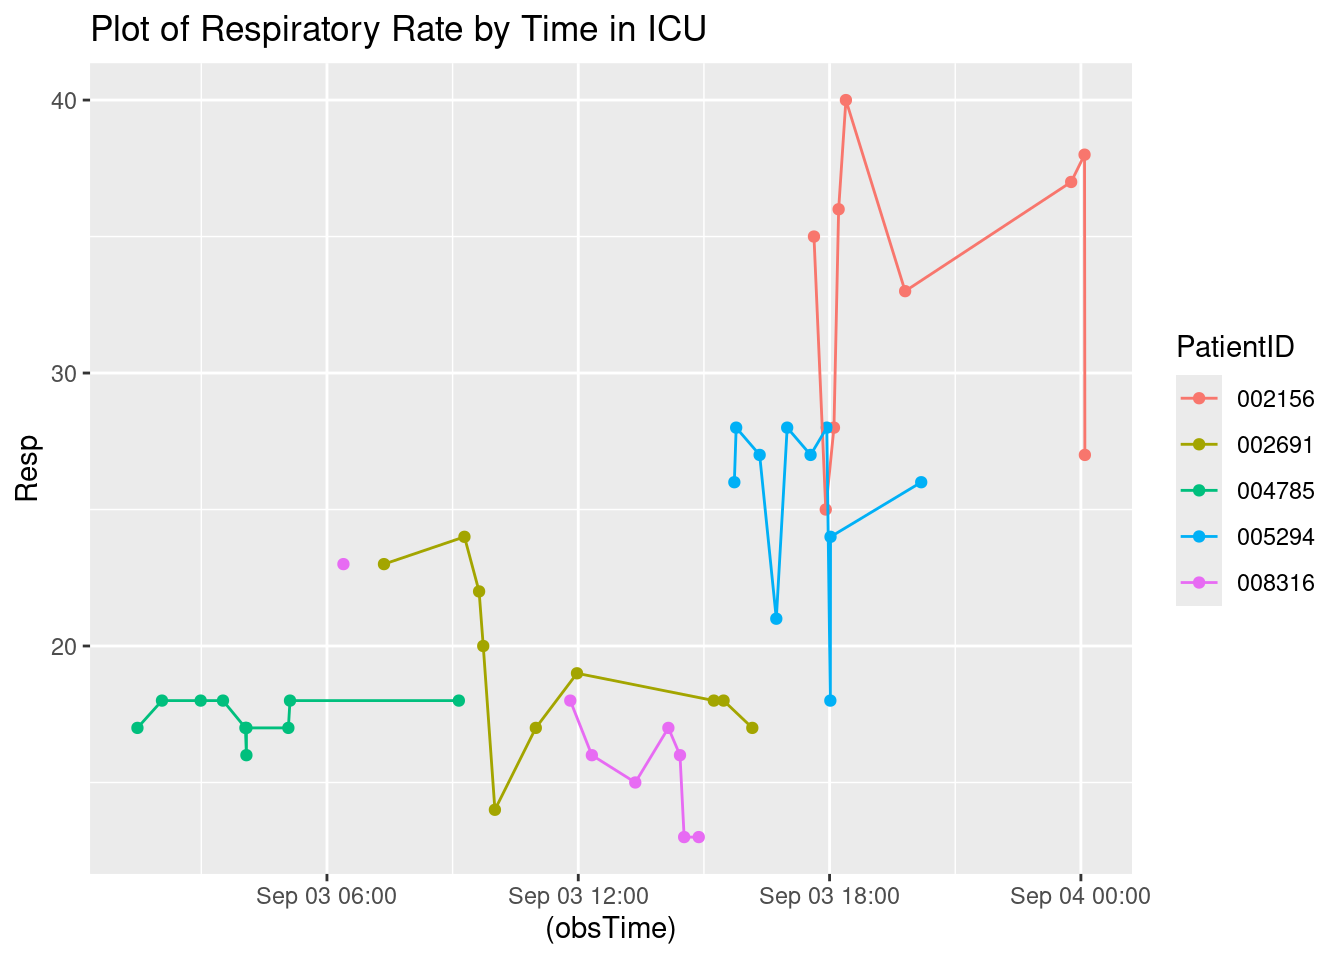 Plot of Respiratory Rate by Time in ICU
40
30
20
Resp
Sep 03 06:00
Sep 03 12:00
Sep 03 18:00
Sep 04 00:00
(obsTime)
PatientID
002156
002691
004785
005294
008316